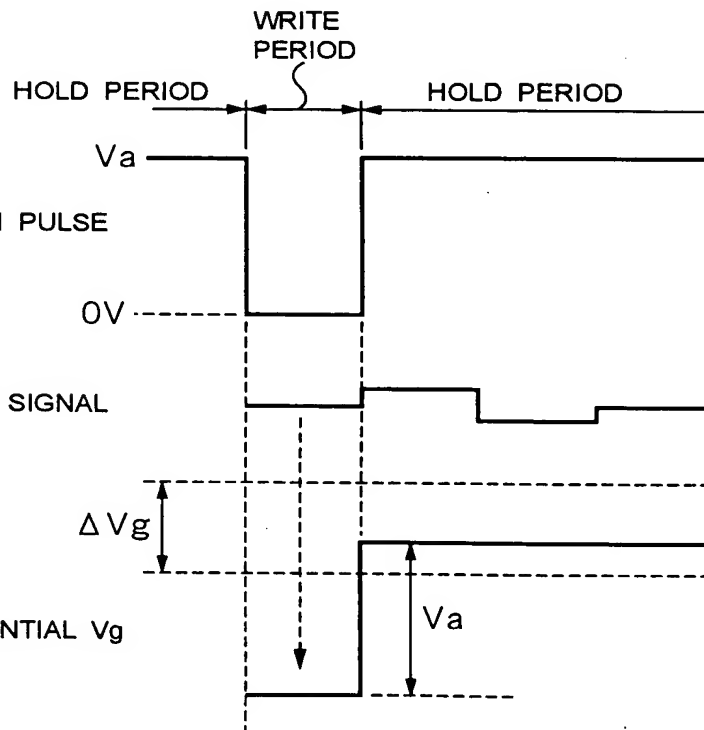 WRITE
PERIOD
HOLD PERIOD
HOLD PERIOD
Va
PULSE
0V
SIGNAL
ΔVg
Va
NTIAL Vg